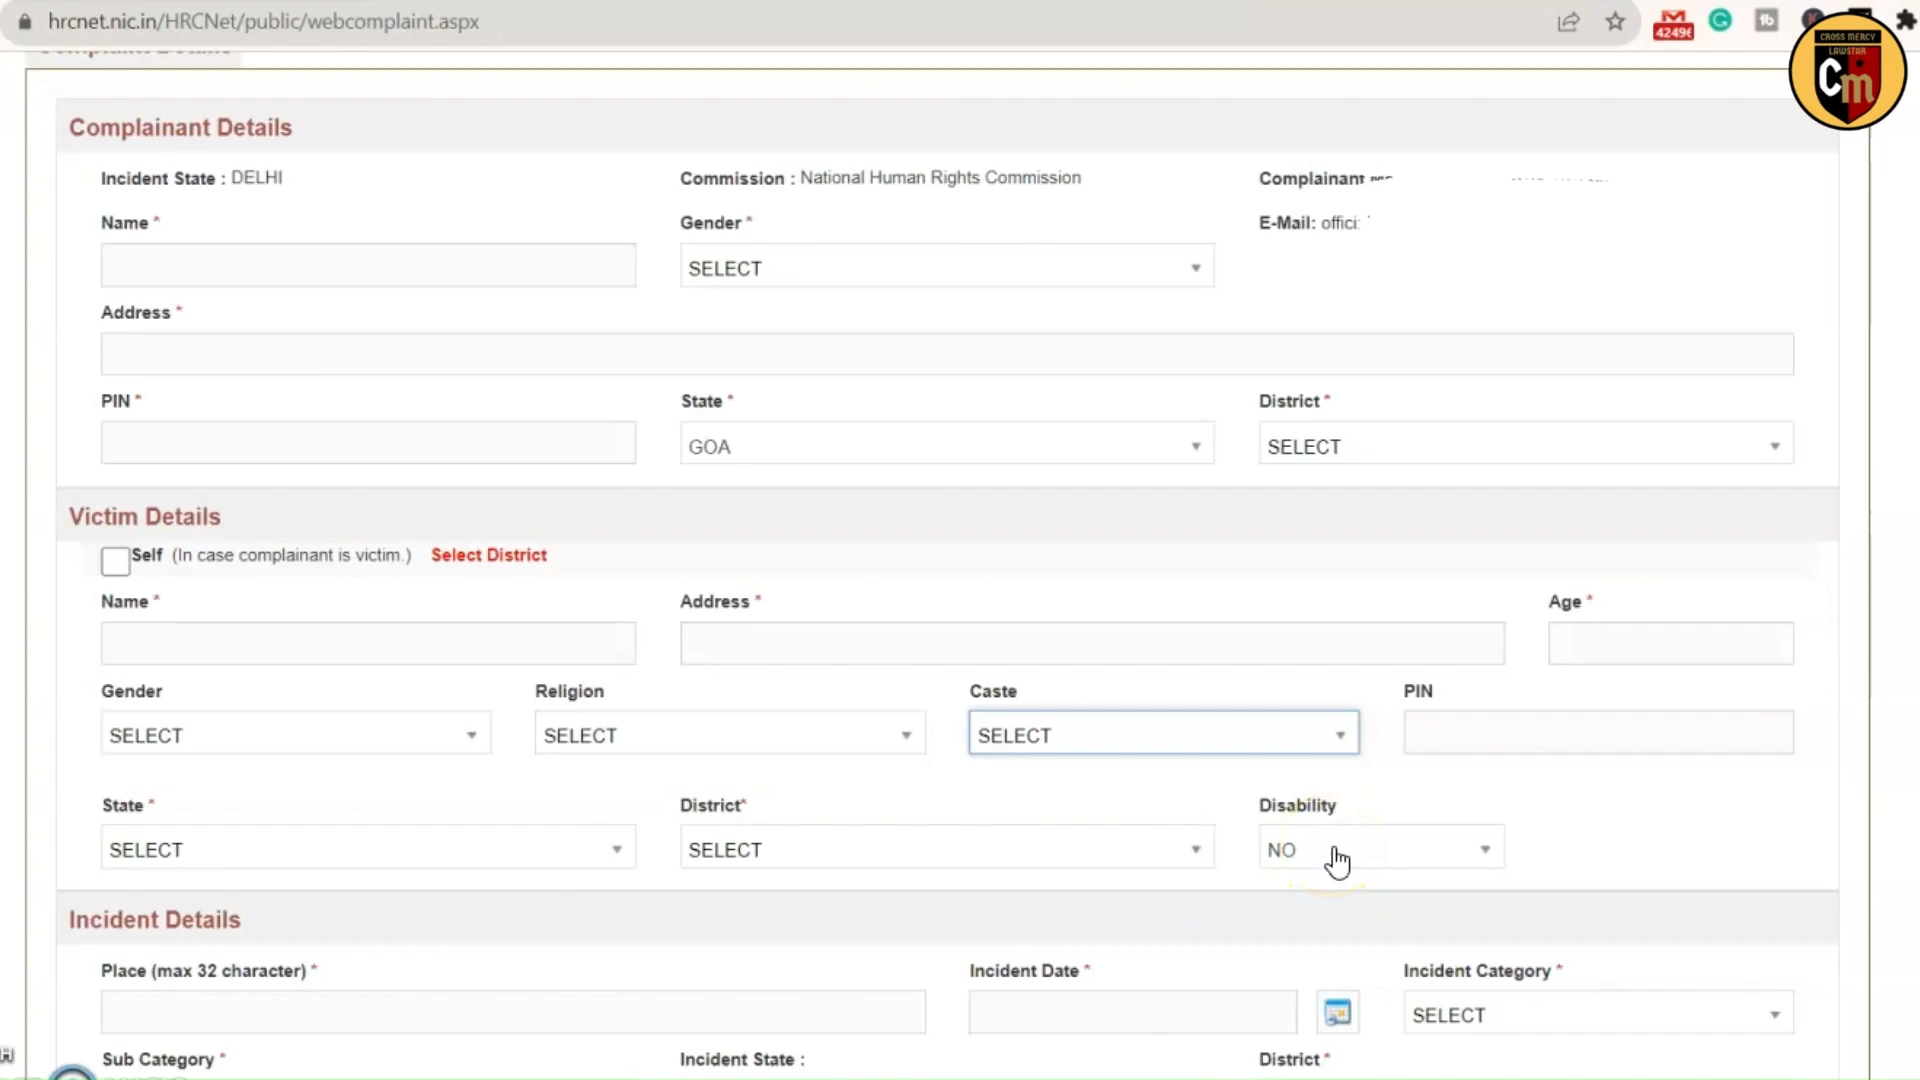 hrcnet.nic.in/HRCNet/public/webcomplaint.aspx
4249€
CROSS MERCY
LAWSTAR
Cm
Complainant Details
Incident State : DELHI
Commission : National Human Rights Commission
Complainant
Name *
Gender *
E-Mail: offici
SELECT
Address *
PIN *
State *
District *
GOA
SELECT
Victim Details
Self (In case complainant is victim.) Select District
Name *
Address *
Age *
Gender
Religion
Caste
PIN
SELECT
SELECT
SELECT
State *
District*
Disability
SELECT
SELECT
NO
Incident Details
Place (max 32 character) *
Incident Date *
Incident Category *
SELECT
Sub Category *
Incident State :
District *